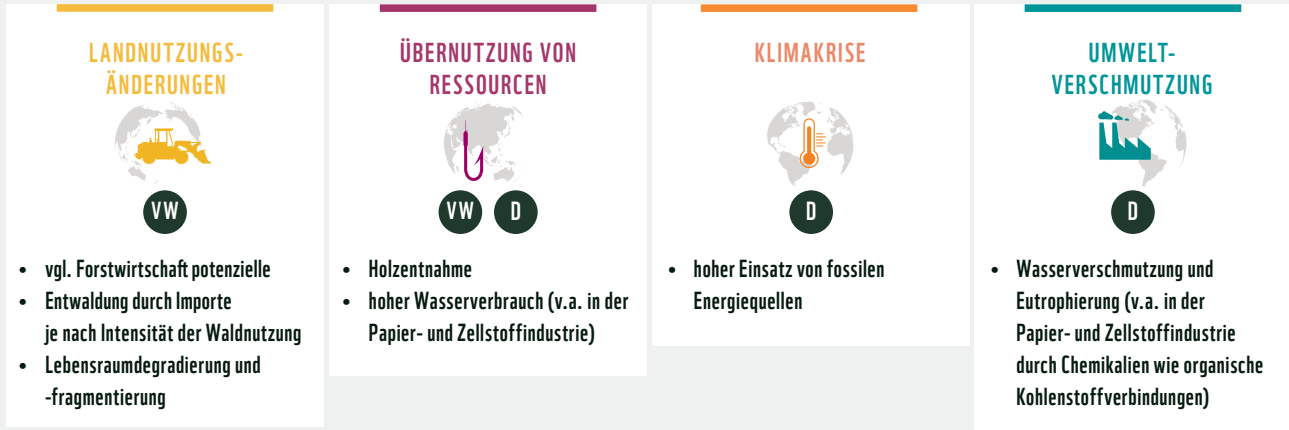 LANDNUTZUNGS-
ÄNDERUNGEN
VW
• vgl. Forstwirtschaft potenzielle
• Entwaldung durch Importe
je nach Intensität der Waldnutzung
• Lebensraumdegradierung und
-fragmentierung
ÜBERNUTZUNG VON
RESSOURCEN
VW D
• Holzentnahme
• hoher Wasserverbrauch (v.a. in der
Papier- und Zellstoffindustrie)
KLIMAKRISE
D
• hoher Einsatz von fossilen
Energiequellen
UMWELT-
VERSCHMUTZUNG
D
• Wasserverschmutzung und
Eutrophierung (v.a. in der
Papier- und Zellstoffindustrie
durch Chemikalien wie organische
Kohlenstoffverbindungen)